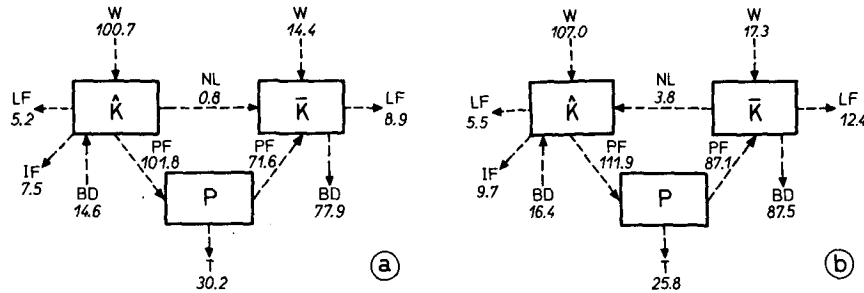 W
100.7
W
14.4
LF
5.2
K̂
NL
0.8
K̄
LF
8.9
IF
7.5
BD
14.6
PF
101.8
PF
71.6
BD
77.9
P
T
30.2
a
W
107.0
W
17.3
LF
5.5
K̂
NL
3.8
K̄
LF
12.4
IF
9.7
BD
16.4
PF
111.9
PF
87.1
BD
87.5
P
T
25.8
b